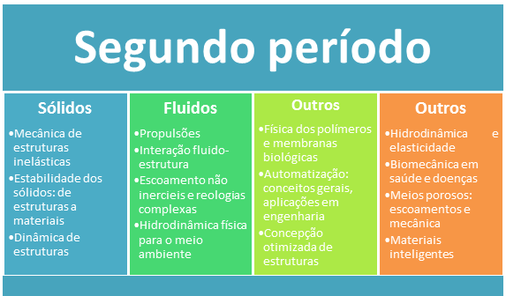 Segundo período
Sólidos
•Mecânica de
estruturas
inelásticas
•Estabilidade dos
sólidos: de
estruturas a
materiais
•Dinâmica de
estruturas
Fluidos
•Propulsões
•Interação fluido-
estrutura
•Escoamento não
inercieis e reologias
complexas
•Hidrodinâmica física
para o meio
ambiente
Outros
•Física dos polímeros
e membranas
biológicas
•Automatização:
conceitos gerais,
aplicações em
engenharia
•Concepção
otimizada de
estruturas
Outros
•Hidrodinâmica e
elasticidade
•Biomecânica em
saúde e doenças
•Meios porosos:
escoamentos e
mecânica
•Materiais
inteligentes